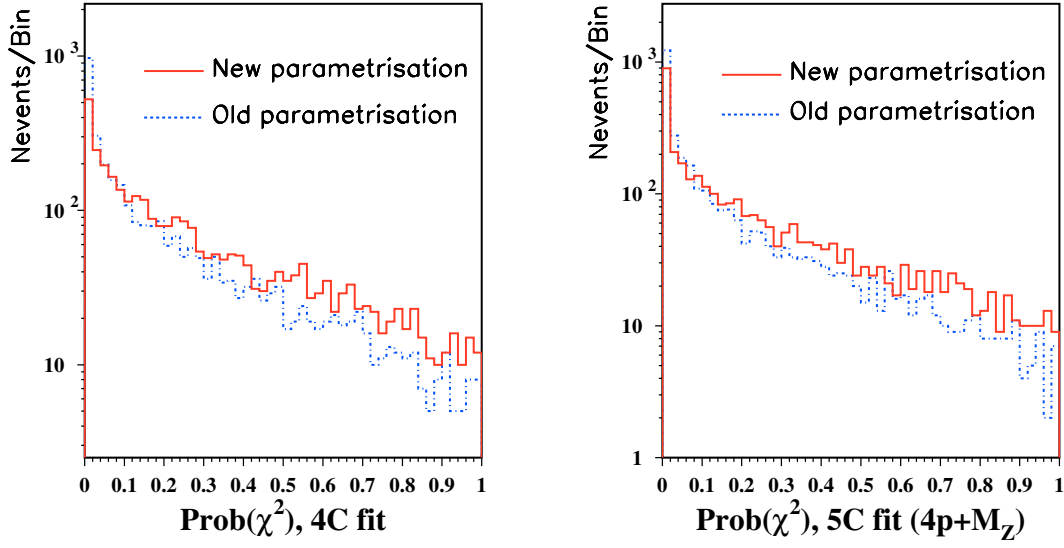 Nevents/Bin
10³
10²
10
New parametrisation
Old parametrisation
0 0.1 0.2 0.3 0.4 0.5 0.6 0.7 0.8 0.9 1
Prob(χ²), 4C fit
Nevents/Bin
10³
10²
10
1
New parametrisation
Old parametrisation
0 0.1 0.2 0.3 0.4 0.5 0.6 0.7 0.8 0.9 1
Prob(χ²), 5C fit (4p+M_Z)